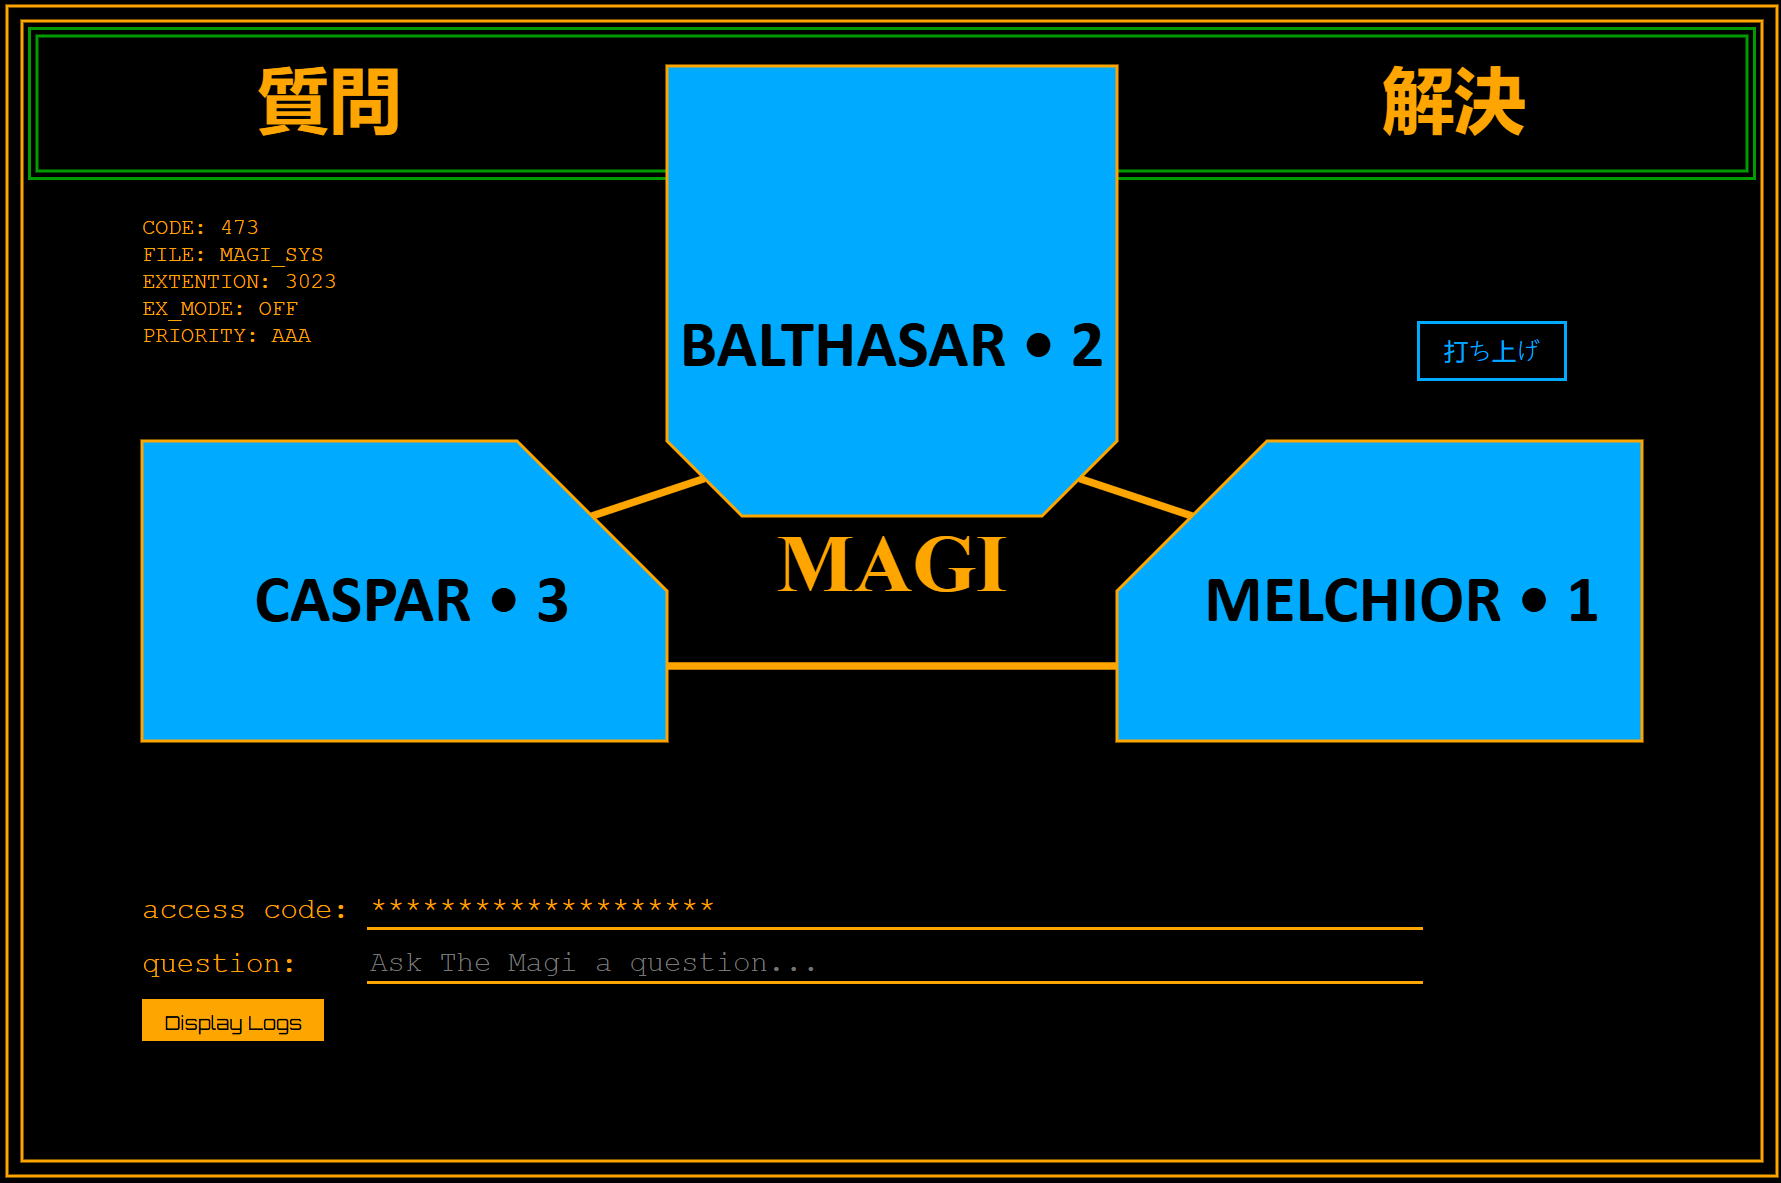 質問
解決
CODE: 473
FILE: MAGI_SYS
EXTENTION: 3023
EX_MODE: OFF
PRIORITY: AAA
BALTHASAR • 2
打ち上げ
CASPAR • 3
MAGI
MELCHIOR • 1
access code: ********************
question: Ask The Magi a question...
Display Logs